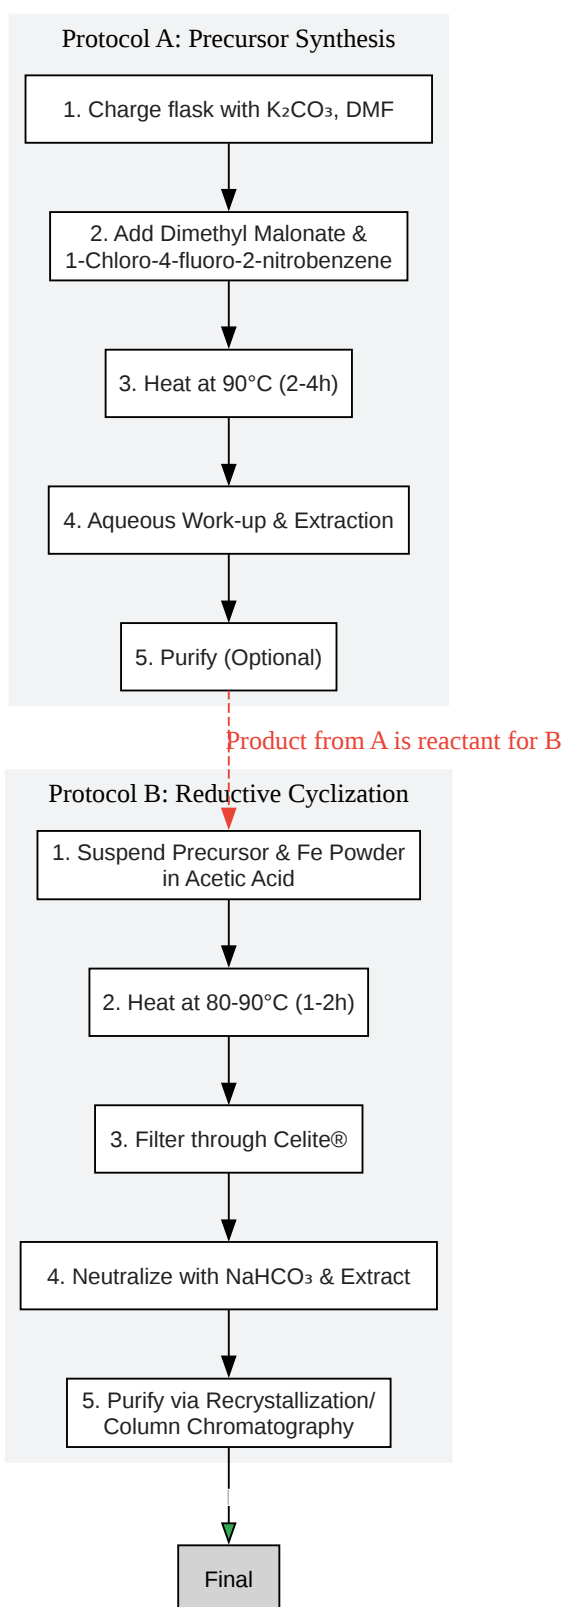 Protocol A: Precursor Synthesis
1. Charge flask with K₂CO₃, DMF
2. Add Dimethyl Malonate &
1-Chloro-4-fluoro-2-nitrobenzene
3. Heat at 90°C (2-4h)
4. Aqueous Work-up & Extraction
5. Purify (Optional)
Product from A is reactant for B
Protocol B: Reductive Cyclization
1. Suspend Precursor & Fe Powder
in Acetic Acid
2. Heat at 80-90°C (1-2h)
3. Filter through Celite®
4. Neutralize with NaHCO₃ & Extract
5. Purify via Recrystallization/
Column Chromatography
Final